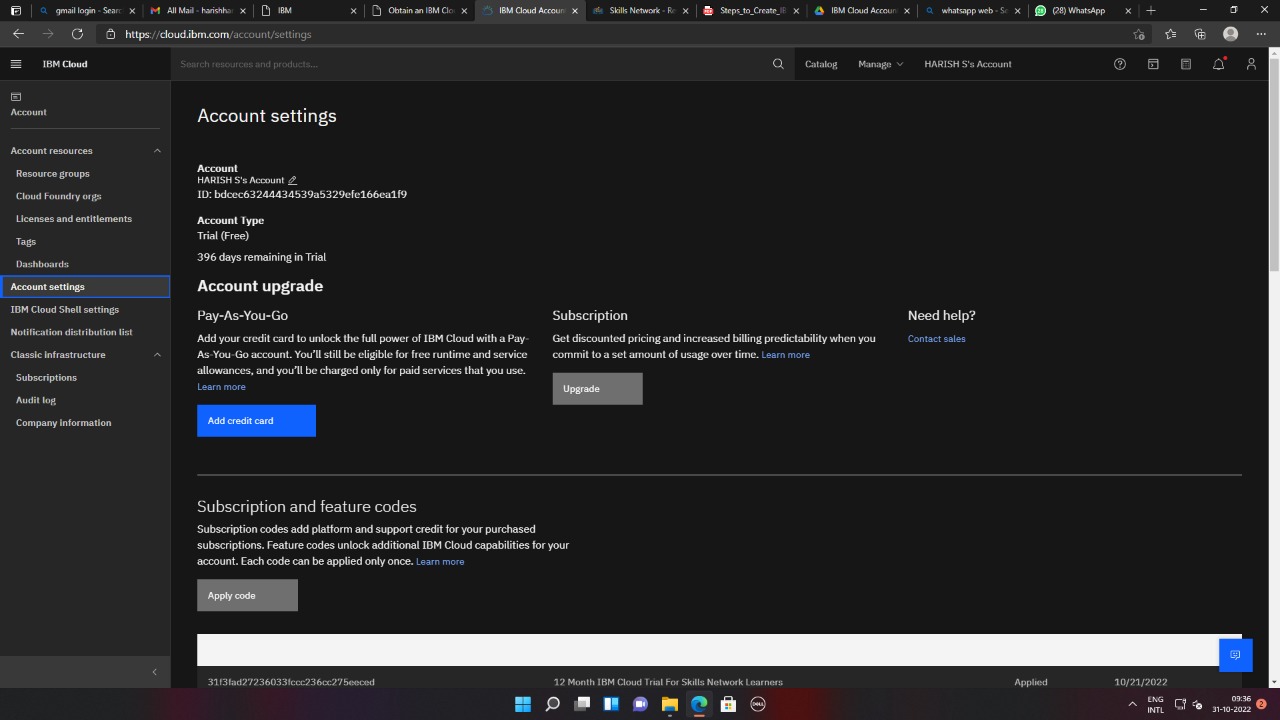 gmail login - Searc
All Mail - harishhar
IBM
Obtain an IBM Clo
IBM Cloud Accoun
Skills Network - Re
Steps_to_Create_IB
IBM Cloud Accoun
whatsapp web - Se
(28) WhatsApp
https://cloud.ibm.com/account/settings
IBM Cloud
Search resources and products...
Catalog
Manage
HARISH S's Account
Account
Account resources
Resource groups
Cloud Foundry orgs
Licenses and entitlements
Tags
Dashboards
Account settings
IBM Cloud Shell settings
Notification distribution list
Classic infrastructure
Subscriptions
Audit log
Company information
Account settings
Account
HARISH S's Account
ID: bdcec63244434539a5329efe166ea1f9
Account Type
Trial (Free)
396 days remaining in Trial
Account upgrade
Pay-As-You-Go
Add your credit card to unlock the full power of IBM Cloud with a Pay-
As-You-Go account. You'll still be eligible for free runtime and service
allowances, and you'll be charged only for paid services that you use.
Learn more
Add credit card
Subscription
Get discounted pricing and increased billing predictability when you
commit to a set amount of usage over time. Learn more
Upgrade
Need help?
Contact sales
Subscription and feature codes
Subscription codes add platform and support credit for your purchased
subscriptions. Feature codes unlock additional IBM Cloud capabilities for your
account. Each code can be applied only once. Learn more
Apply code
31f3fad27236033fccc236cc275eeced 12 Month IBM Cloud Trial For Skills Network Learners Applied 10/21/2022
ENG
INTL
09:36
31-10-2022
2